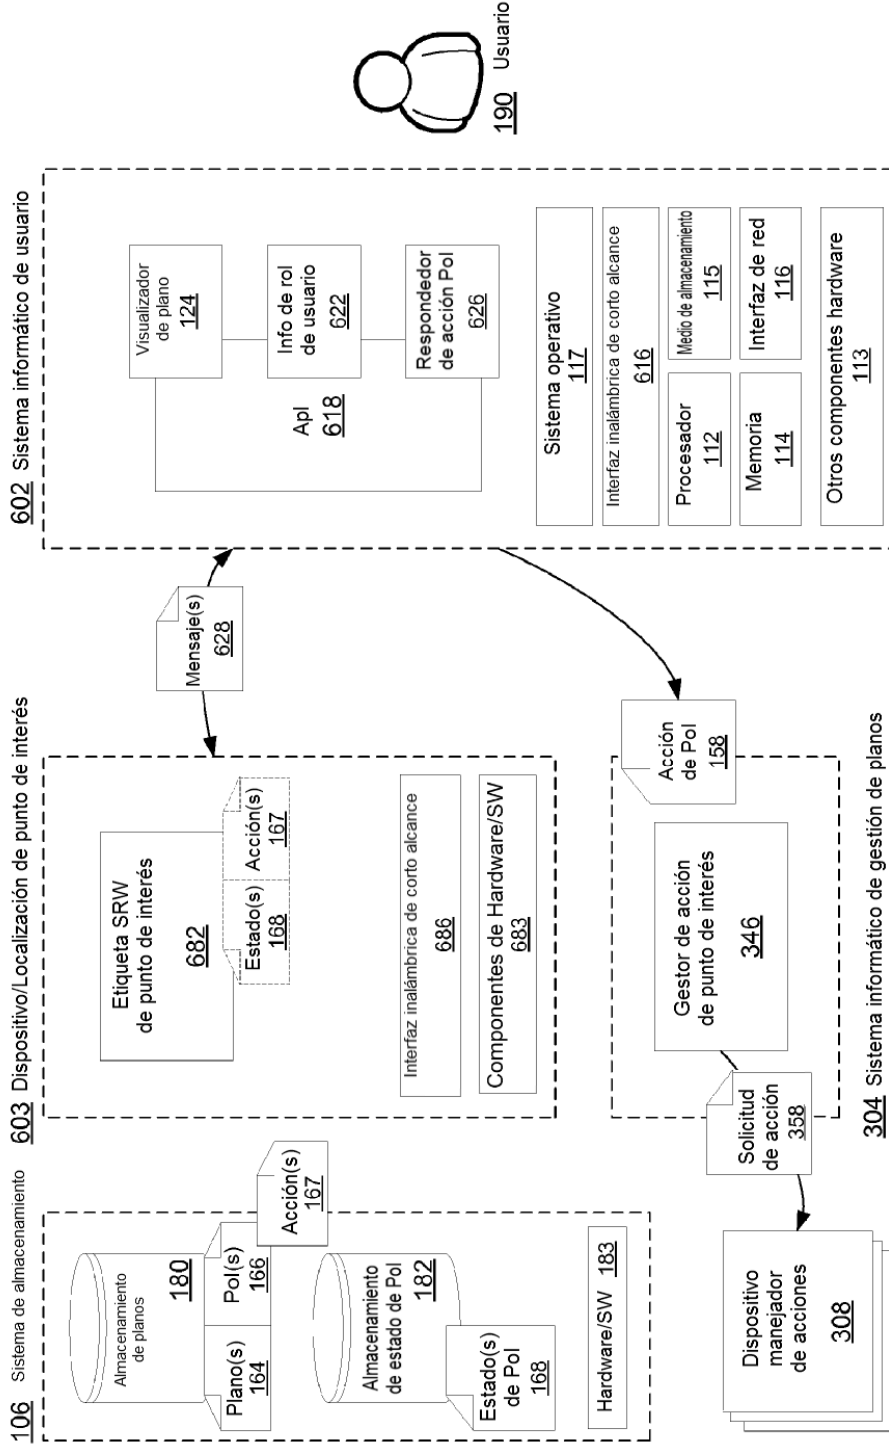 106 Sistema de almacenamiento
Almacenamiento
de planos
180
Plano(s)
164
PoI(s)
166
Acción(s)
167
Almacenamiento
de estado de PoI
182
Estado(s)
de PoI
168
Hardware/SW 183
603 Dispositivo/Localización de punto de interés
Etiqueta SRW
de punto de interés
682
Estado(s)
168
Acción(s)
167
Interfaz inalámbrica de corto alcance
686
Componentes de Hardware/SW
683
Mensaje(s)
628
602 Sistema informático de usuario
Visualizador
de plano
124
Info de rol
de usuario
622
Respondedor
de acción PoI
626
Apl
618
Sistema operativo
117
Interfaz inalámbrica de corto alcance
616
Procesador
112
Medio de almacenamiento
115
Memoria
114
Interfaz de red
116
Otros componentes hardware
113
190
Usuario
Acción
de PoI
158
Gestor de acción
de punto de interés
346
Solicitud
de acción
358
Dispositivo
manejador
de acciones
308
304 Sistema informático de gestión de planos